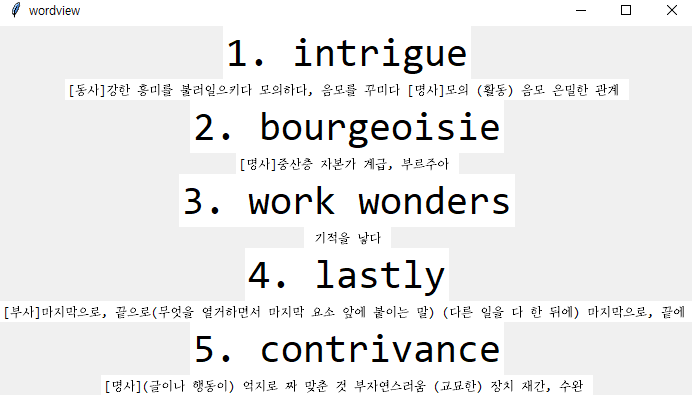 wordview
1. intrigue
[동사]강한 흥미를 불러일으키다 모의하다, 음모를 꾸미다 [명사]모의 (활동) 음모 은밀한 관계
2. bourgeoisie
[명사]중산층 자본가 계급, 부르주아
3. work wonders
기적을 낳다
4. lastly
[부사]마지막으로, 끝으로(무엇을 열거하면서 마지막 요소 앞에 붙이는 말) (다른 일을 다 한 뒤에) 마지막으로, 끝에
5. contrivance
[명사](글이나 행동이) 억지로 짜 맞춘 것 부자연스러움 (교묘한) 장치 재간, 수완